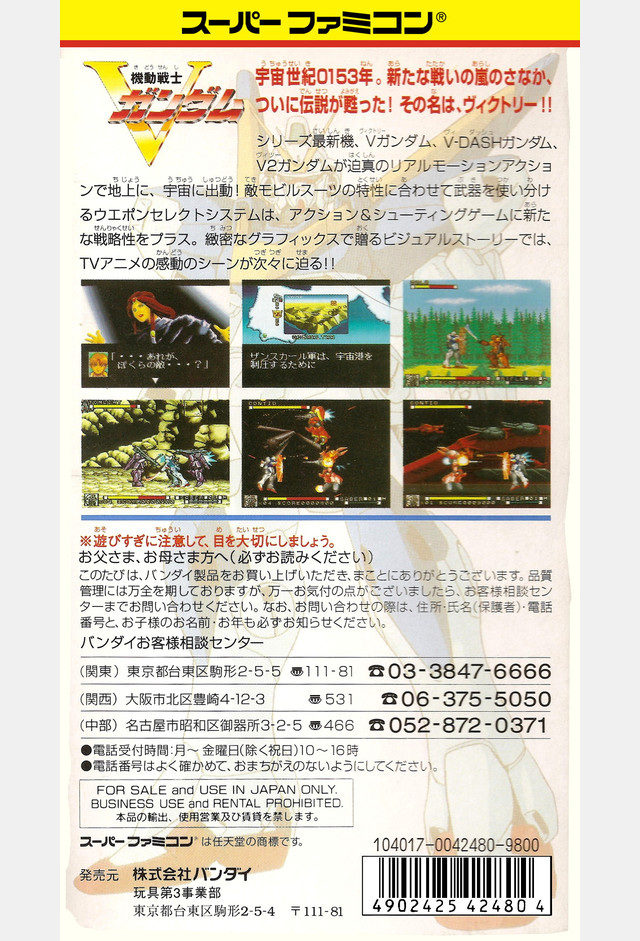 スーパー ファミコン®
機動戦士
Vガンダム
宇宙世紀0153年。新たな戦いの嵐のさなか、
ついに伝説が甦った! その名は、ヴィクトリー!!
シリーズ最新機、Vガンダム、V-DASHガンダム、
V2ガンダムが迫真のリアルモーションアクショ
ンで地上に、宇宙に出動! 敵モビルスーツの特性に合わせて武器を使い分け
るウエポンセレクトシステムは、アクション&シューティングゲームに新た
な戦略性をプラス。緻密なグラフィックスで贈るビジュアルストーリーでは、
TVアニメの感動のシーンが次々に迫る!!
「・・・あれが、
ぼくらの敵・・・?」
ザンスカール軍は、宇宙港を
制圧するために
CONTIO
CONTIO
※遊びすぎに注意して、目を大切にしましょう。
お父さま、お母さま方へ(必ずお読みください)
このたびは、バンダイ製品をお買い上げいただき、まことにありがとうございます。品質
管理には万全を期しておりますが、万一お気付の点がございましたら、お客様相談セン
ターまでお問い合わせください。なお、お問い合わせの際は、住所・氏名(保護者)・電話
番号と、お子様のお名前・お年も必ずお知らせください。
バンダイお客様相談センター
(関東) 東京都台東区駒形2-5-5 〠111-81 ☎03-3847-6666
(関西) 大阪市北区豊崎4-12-3 〠531 ☎06-375-5050
(中部) 名古屋市昭和区御器所3-2-5 〠466 ☎052-872-0371
●電話受付時間:月~金曜日(除く祝日)10~16時
●電話番号はよく確かめて、おまちがえのないようにしてください。
FOR SALE and USE IN JAPAN ONLY.
BUSINESS USE and RENTAL PROHIBITED.
本品の輸出、使用営業及び賃貸を禁じます。
スーパー ファミコン®は任天堂の商標です。
104017-0042480-9800
発売元 株式会社バンダイ
玩具第3事業部
東京都台東区駒形2-5-4 〒111-81
4902425424804